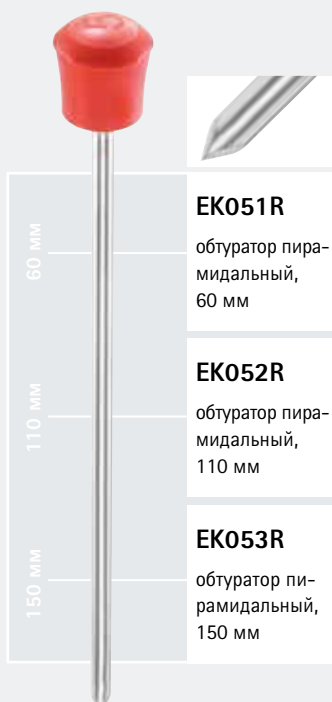 EK051R
обтуратор пира-
мидальный,
60 мм
60 мм
EK052R
обтуратор пира-
мидальный,
110 мм
110 мм
EK053R
обтуратор пи-
рамидальный,
150 мм
150 мм